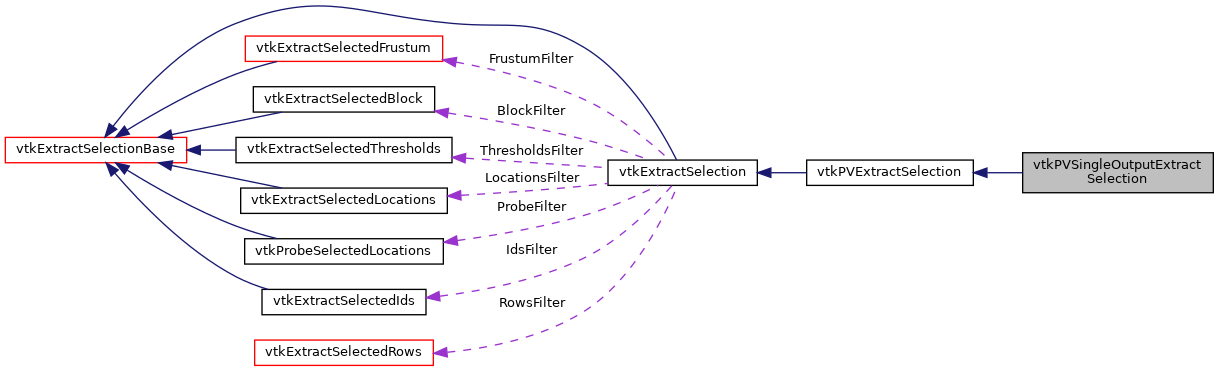 vtkExtractSelectedFrustum
FrustumFilter
vtkExtractSelectedBlock
BlockFilter
vtkExtractSelectionBase
vtkExtractSelectedThresholds
ThresholdsFilter
vtkExtractSelection
vtkPVExtractSelection
vtkPVSingleOutputExtract
Selection
LocationsFilter
vtkExtractSelectedLocations
ProbeFilter
vtkProbeSelectedLocations
IdsFilter
vtkExtractSelectedIds
RowsFilter
vtkExtractSelectedRows